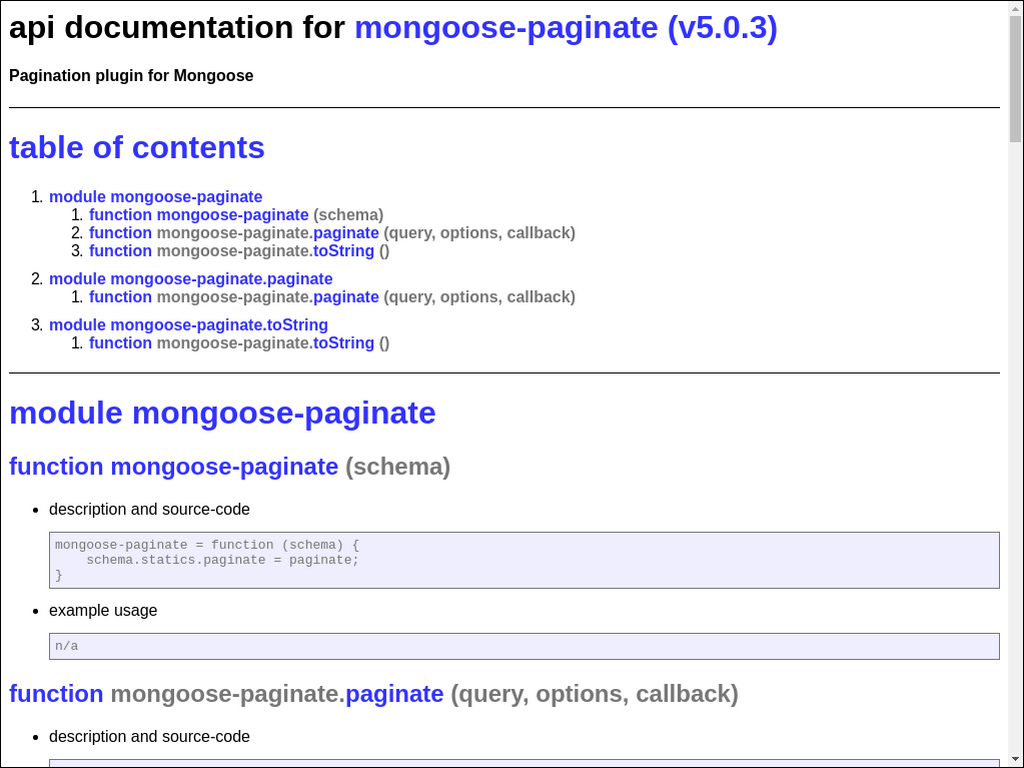 api documentation for mongoose-paginate (v5.0.3)
Pagination plugin for Mongoose
table of contents
1. module mongoose-paginate
1. function mongoose-paginate (schema)
2. function mongoose-paginate.paginate (query, options, callback)
3. function mongoose-paginate.toString ()
2. module mongoose-paginate.paginate
1. function mongoose-paginate.paginate (query, options, callback)
3. module mongoose-paginate.toString
1. function mongoose-paginate.toString ()
module mongoose-paginate
function mongoose-paginate (schema)
• description and source-code
mongoose-paginate = function (schema) {
    schema.statics.paginate = paginate;
}
• example usage
n/a
function mongoose-paginate.paginate (query, options, callback)
• description and source-code